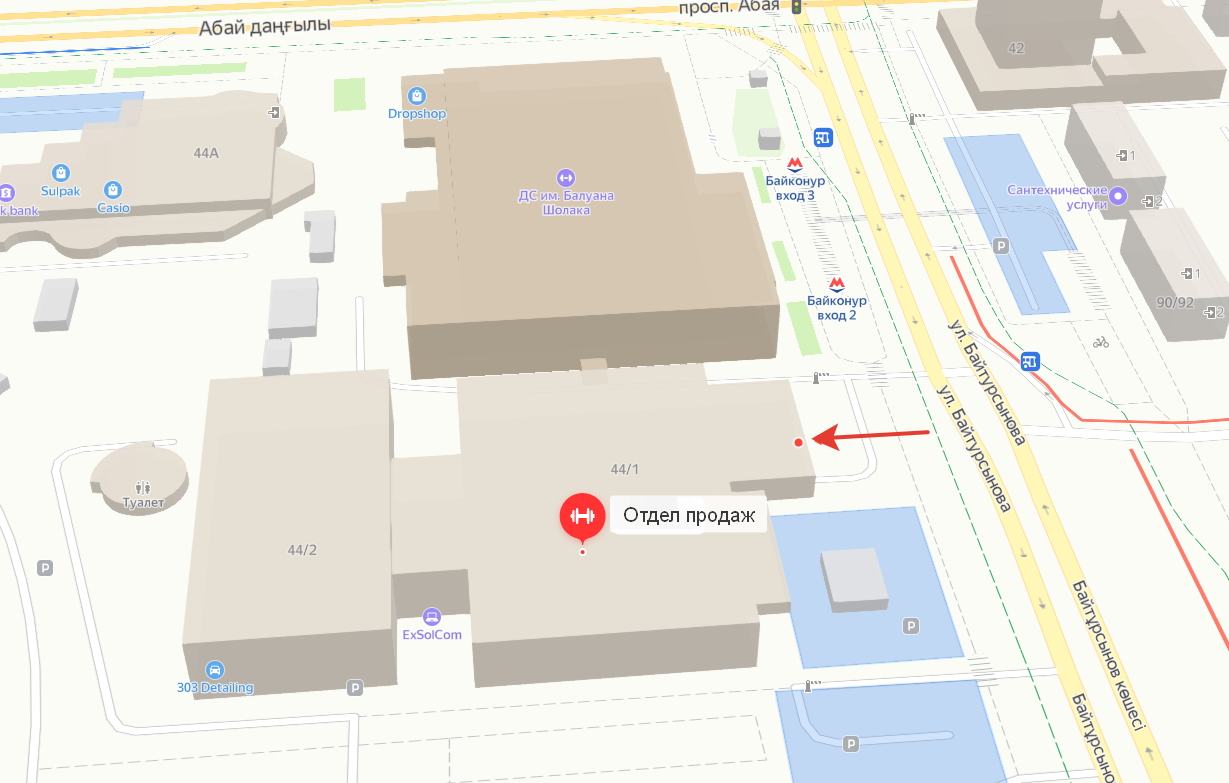 Абай даңғылы
просп. Абая
42
Dropshop
44А
Sulpak
Casio
k bank
ДС им. Балуана
Шолака
Байконур
вход 3
1
Сантехнические
услуги
2
P
Байконур
вход 2
1
90/92
2
ул. Байтурсынова
ул. Байтурсынова
44/1
Туалет
Отдел продаж
44/2
P
ExSolCom
P
303 Detailing
P
Байтұрсынов көшесі
Байтұрсы
P